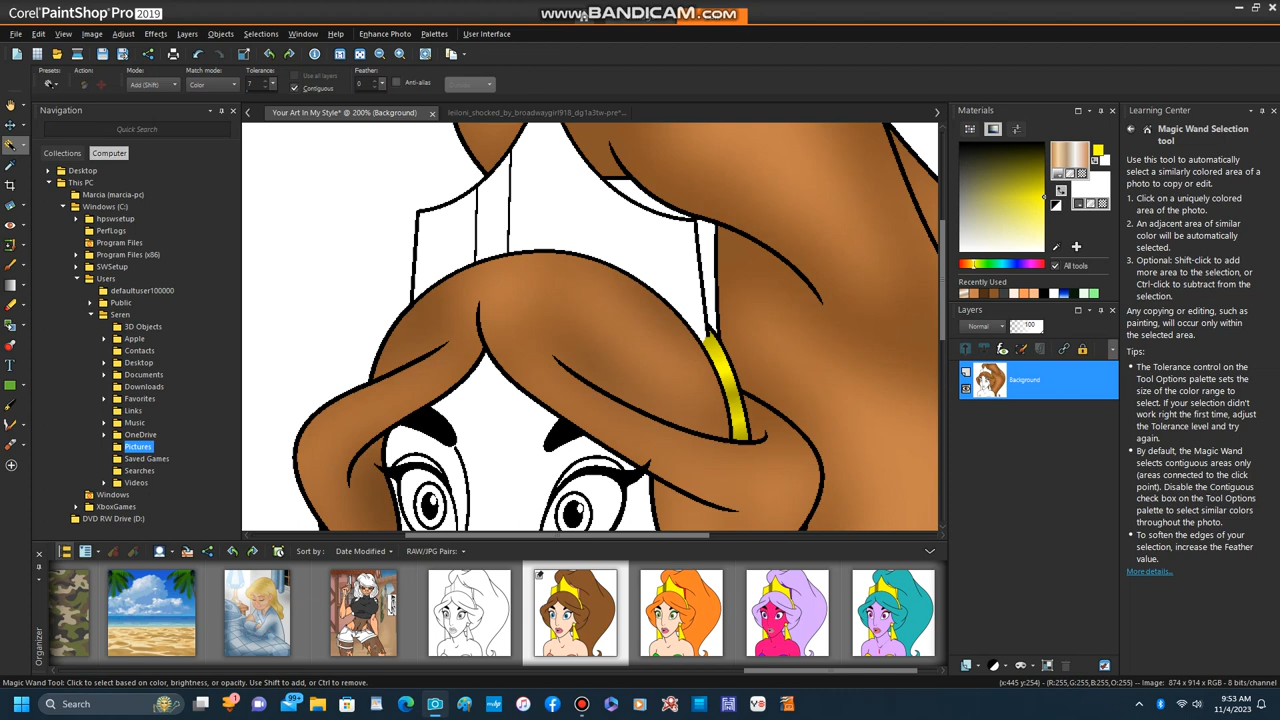 Corel®PaintShop®Pro 2019
www.BANDICAM.com
File Edit View Image Adjust Effects Layers Objects Selections Window Help Enhance Photo Palettes User Interface
Presets: Action: Mode: Match mode: Tolerance: Feather:
Add (Shift) Color 7 Use all layers Contiguous 0 Anti-alias
Navigation
Quick Search
Collections Computer
Desktop
This PC
Marcia (marcia-pc)
Windows (C:)
hpswsetup
PerfLogs
Program Files
Program Files (x86)
SWSetup
Users
defaultuser100000
Public
Seren
3D Objects
Apple
Contacts
Desktop
Documents
Downloads
Favorites
Links
Music
OneDrive
Pictures
Saved Games
Searches
Videos
Windows
XboxGames
DVD RW Drive (D:)
Your Art In My Style* @ 200% (Background) leiloni_shocked_by_broadwaygirl918_dg1a3tw-pre*...
Materials
All tools
Recently Used
Layers
Normal 100
Background
Learning Center
Magic Wand Selection
tool
Use this tool to automatically
select a similarly colored area of
a photo to copy or edit.
1. Click on a uniquely colored
area of the photo.
2. An adjacent area of similar
color will be automatically
selected.
3. Optional: Shift-click to add
more area to the selection, or
Ctrl-click to subtract from the
selection.
Any copying or editing, such as
painting, will occur only within
the selected area.
Tips:
The Tolerance control on the
Tool Options palette sets the
size of the color range to
select. If your selection didn't
work right the first time, adjust
the Tolerance level and try
again.
By default, the Magic Wand
selects contiguous areas only
(areas connected to the click
point). Disable the Contiguous
check box on the Tool Options
palette to select similar colors
throughout the photo.
To soften the edges of your
selection, increase the Feather
value.
More details...
Organizer
Sort by: Date Modified RAW/JPG Pairs:
Magic Wand Tool: Click to select based on color, brightness, or opacity. Use Shift to add, or Ctrl to remove.
(x:445 y:254) - (R:255,G:255,B:255,O:255) -- Image: 874 x 914 x RGB - 8 bits/channel
Search
1
99+
9:53 AM
11/4/2023